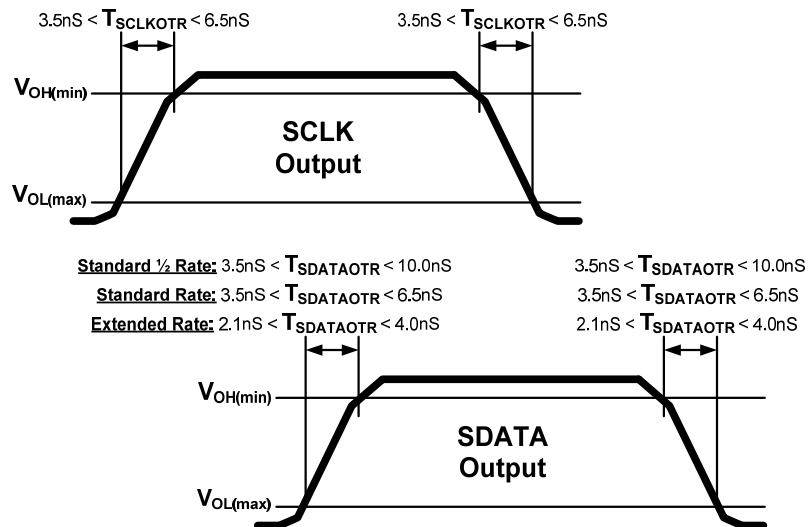 3.5nS < TSCLKOTR < 6.5nS 3.5nS < TSCLKOTR < 6.5nS
VOH(min)
SCLK
Output
VOL(max)
Standard ½ Rate: 3.5nS < TSDATAOTR < 10.0nS 3.5nS < TSDATAOTR < 10.0nS
Standard Rate: 3.5nS < TSDATAOTR < 6.5nS 3.5nS < TSDATAOTR < 6.5nS
Extended Rate: 2.1nS < TSDATAOTR < 4.0nS 2.1nS < TSDATAOTR < 4.0nS
VOH(min)
SDATA
Output
VOL(max)